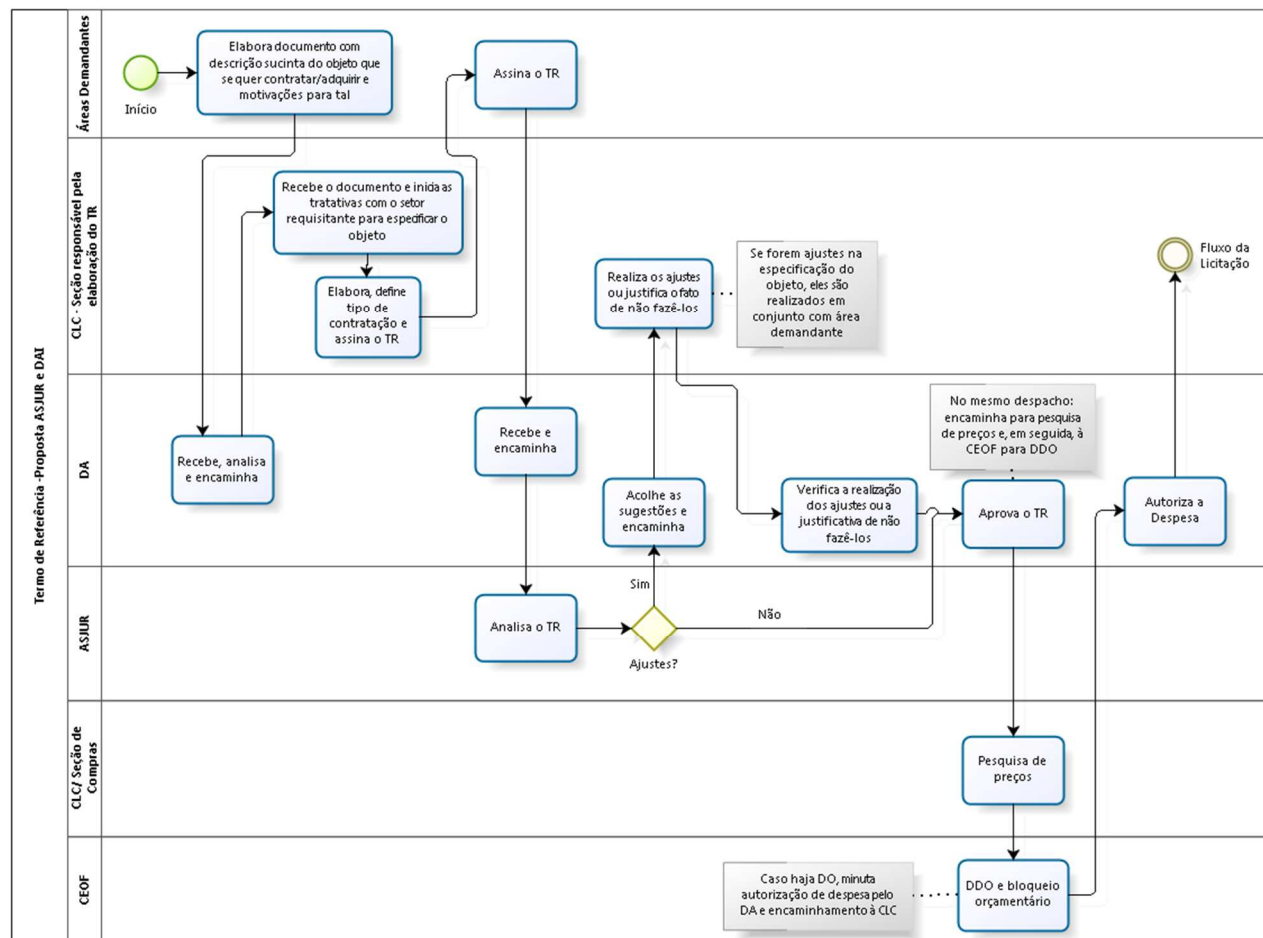 Termo de Referência -Proposta ASJUR e DAI
Áreas Demandantes
Início
Elabora documento com
descrição sucinta do objeto que
se quer contratar/adquirir e
motivações para tal
Assina o TR
CLC - Seção responsável pela
elaboração do TR
Recebe o documento e inicia as
tratativas com o setor
requisitante para especificar o
objeto
Elabora, define
tipo de
contratação e
assina o TR
Realiza os ajustes
ou justifica o fato
de não fazê-los
Se forem ajustes na
especificação do
objeto, eles são
realizados em
conjunto com área
demandante
Fluxo da
Licitação
DA
Recebe, analisa
e encaminha
Recebe e
encaminha
Acolhe as
sugestões e
encaminha
Verifica a realização
dos ajustes ou a
justificativa de não
fazê-los
No mesmo despacho:
encaminha para pesquisa
de preços e, em seguida, à
CEOF para DDO
Aprova o TR
Autoriza a
Despesa
ASJUR
Analisa o TR
Sim
Ajustes?
Não
CLC/ Seção de
Compras
Pesquisa de
preços
CEOF
Caso haja DO, minuta
autorização de despesa pelo
DA e encaminhamento à CLC
DDO e bloqueio
orçamentário